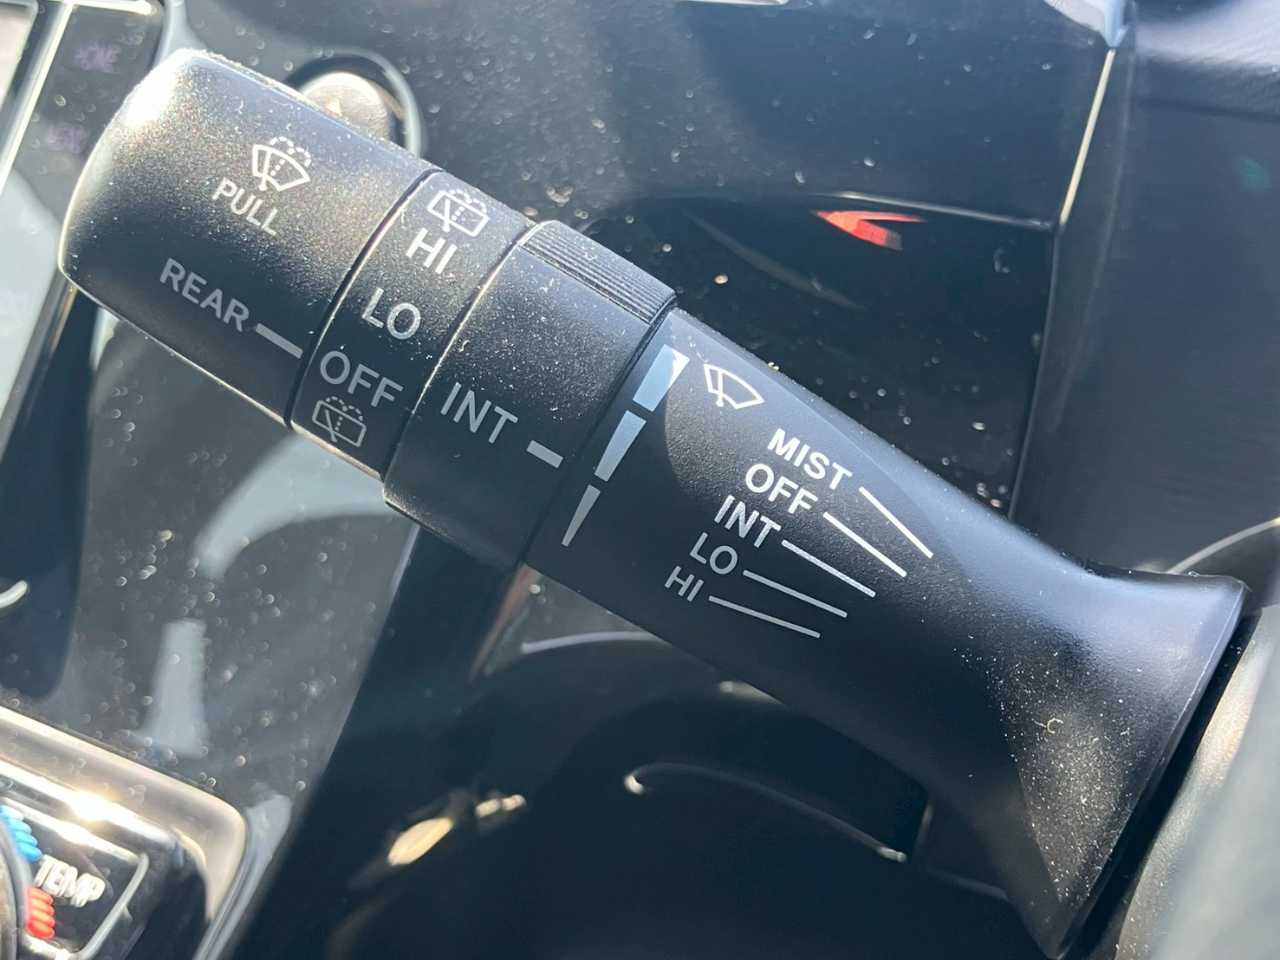 PULL
REAR
HI
LO
OFF
INT
MIST
OFF
INT
LO
HI
TEMP